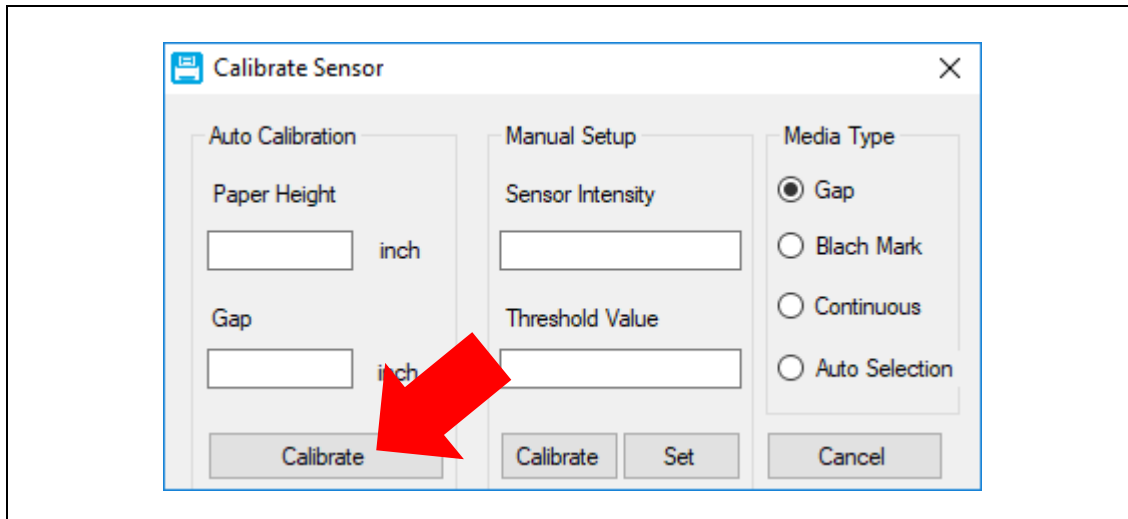 Calibrate Sensor
Auto Calibration
Paper Height
inch
Gap
inch
Calibrate
Manual Setup
Sensor Intensity
Threshold Value
Calibrate
Set
Media Type
Gap
Blach Mark
Continuous
Auto Selection
Cancel